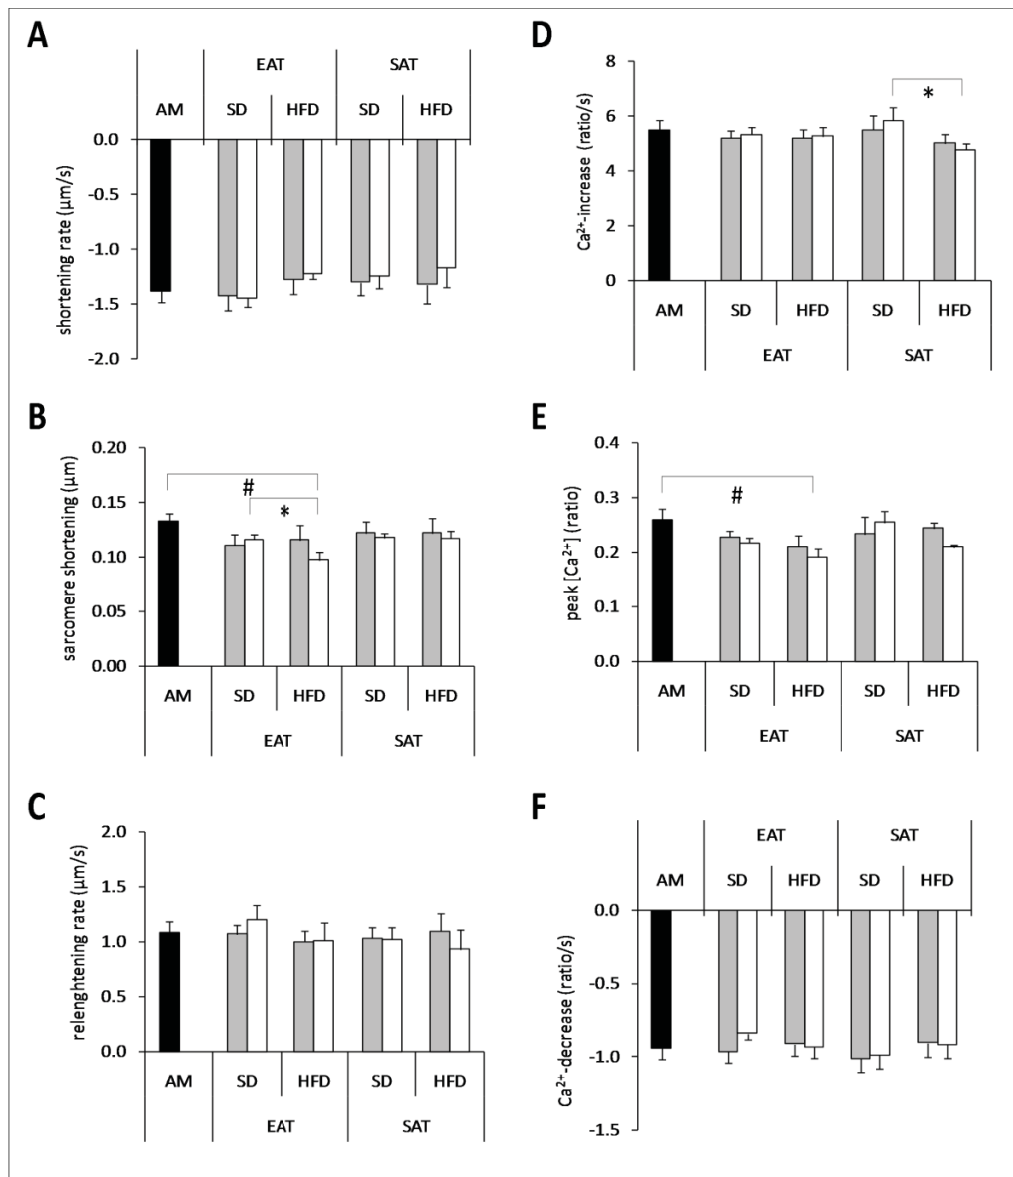 A
EAT SAT
AM SD HFD SD HFD
0.0
-0.5
-1.0
-1.5
-2.0
shortening rate (µm/s)
B
0.20
0.15
0.10
0.05
0.00
sarcomere shortening (µm)
#
*
AM SD HFD SD HFD
EAT SAT
C
2.0
1.5
1.0
0.5
0.0
relenghtening rate (µm/s)
AM SD HFD SD HFD
EAT SAT
D
8
6
4
2
0
Ca²⁺-increase (ratio/s)
*
AM SD HFD SD HFD
EAT SAT
E
0.4
0.3
0.2
0.1
0.0
peak [Ca²⁺] (ratio)
#
AM SD HFD SD HFD
EAT SAT
F
EAT SAT
AM SD HFD SD HFD
0.0
-0.5
-1.0
-1.5
Ca²⁺-decrease (ratio/s)